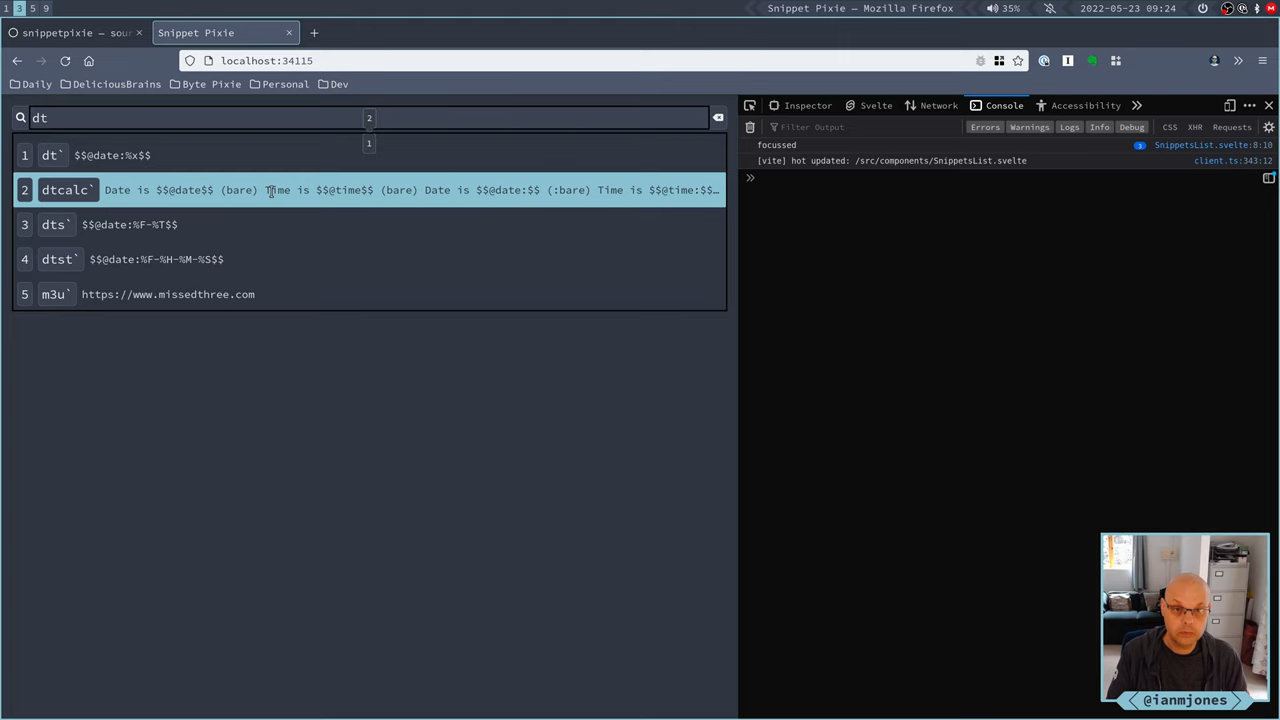 1 3 5 9
Snippet Pixie — Mozilla Firefox
35%
2022-05-23 09:24
snippetpixie — sour
Snippet Pixie
localhost:34115
Daily
DeliciousBrains
Byte Pixie
Personal
Dev
dt
2
1
1 dt` $$@date:%x$$
2 dtcalc` Date is $$@date$$ (bare) Time is $$@time$$ (bare) Date is $$@date:$$ (:bare) Time is $$@time:$$…
3 dts` $$@date:%F-%T$$
4 dtst` $$@date:%F-%H-%M-%S$$
5 m3u` https://www.missedthree.com
Inspector
Svelte
Network
Console
Accessibility
Filter Output
Errors
Warnings
Logs
Info
Debug
CSS
XHR
Requests
focussed 3 SnippetsList.svelte:8:10
[vite] hot updated: /src/components/SnippetsList.svelte client.ts:343:12
@ianmjones